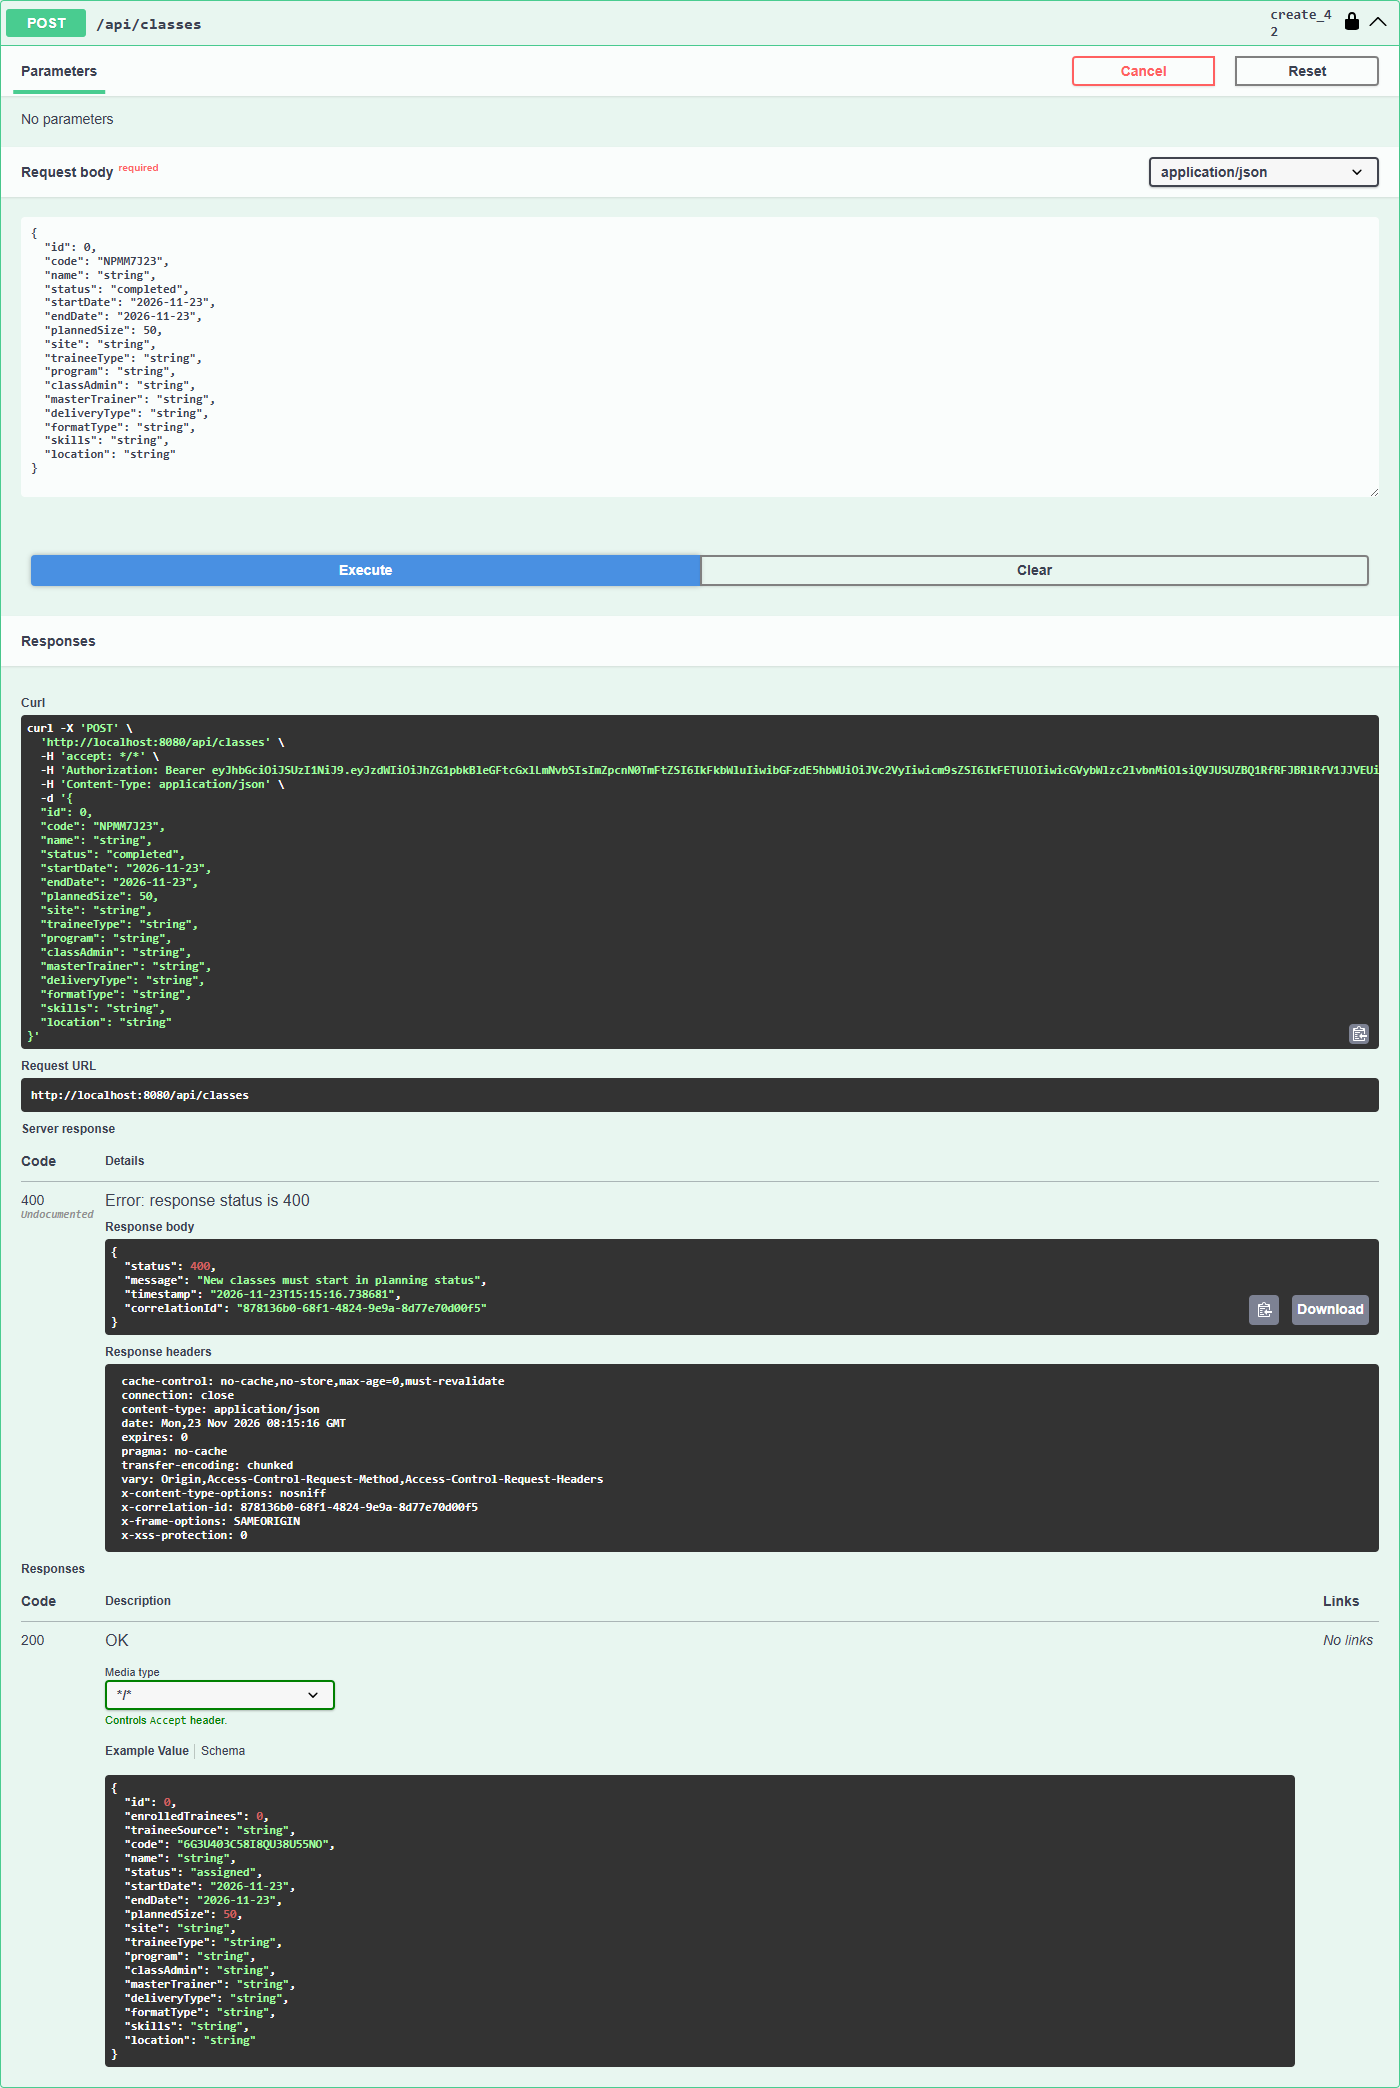 POST /api/classes create_4
2
Parameters Cancel Reset
No parameters
Request body required application/json
{
  "id": 0,
  "code": "NPMM7J23",
  "name": "string",
  "status": "completed",
  "startDate": "2026-11-23",
  "endDate": "2026-11-23",
  "plannedSize": 50,
  "site": "string",
  "traineeType": "string",
  "program": "string",
  "classAdmin": "string",
  "masterTrainer": "string",
  "deliveryType": "string",
  "formatType": "string",
  "skills": "string",
  "location": "string"
}
Execute Clear
Responses
Curl
curl -X 'POST' \
  'http://localhost:8080/api/classes' \
  -H 'accept: */*' \
  -H 'Authorization: Bearer
  -H 'Content-Type: application/json' \
  -d '{
  "id": 0,
  "code": "NPMM7J23",
  "name": "string",
  "status": "completed",
  "startDate": "2026-11-23",
  "endDate": "2026-11-23",
  "plannedSize": 50,
  "site": "string",
  "traineeType": "string",
  "program": "string",
  "classAdmin": "string",
  "masterTrainer": "string",
  "deliveryType": "string",
  "formatType": "string",
  "skills": "string",
  "location": "string"
}'
Request URL
http://localhost:8080/api/classes
Server response
Code Details
400 Error: response status is 400
Undocumented
Response body
{
  "status": 400,
  "message": "New classes must start in planning status",
  "timestamp": "2026-11-23T15:15:16.738681",
  "correlationId": "878136b0-68f1-4824-9e9a-8d77e70d00f5"
}
Download
Response headers
cache-control: no-cache,no-store,max-age=0,must-revalidate
connection: close
content-type: application/json
date: Mon,23 Nov 2026 08:15:16 GMT
expires: 0
pragma: no-cache
transfer-encoding: chunked
vary: Origin,Access-Control-Request-Method,Access-Control-Request-Headers
x-content-type-options: nosniff
x-correlation-id: 878136b0-68f1-4824-9e9a-8d77e70d00f5
x-frame-options: SAMEORIGIN
x-xss-protection: 0
Responses
Code Description Links
200 OK No links
Media type
*/*
Controls Accept header.
Example Value Schema
{
  "id": 0,
  "enrolledTrainees": 0,
  "traineeSource": "string",
  "code": "6G3U403C58I8QU38U55NO",
  "name": "string",
  "status": "assigned",
  "startDate": "2026-11-23",
  "endDate": "2026-11-23",
  "plannedSize": 50,
  "site": "string",
  "traineeType": "string",
  "program": "string",
  "classAdmin": "string",
  "masterTrainer": "string",
  "deliveryType": "string",
  "formatType": "string",
  "skills": "string",
  "location": "string"
}